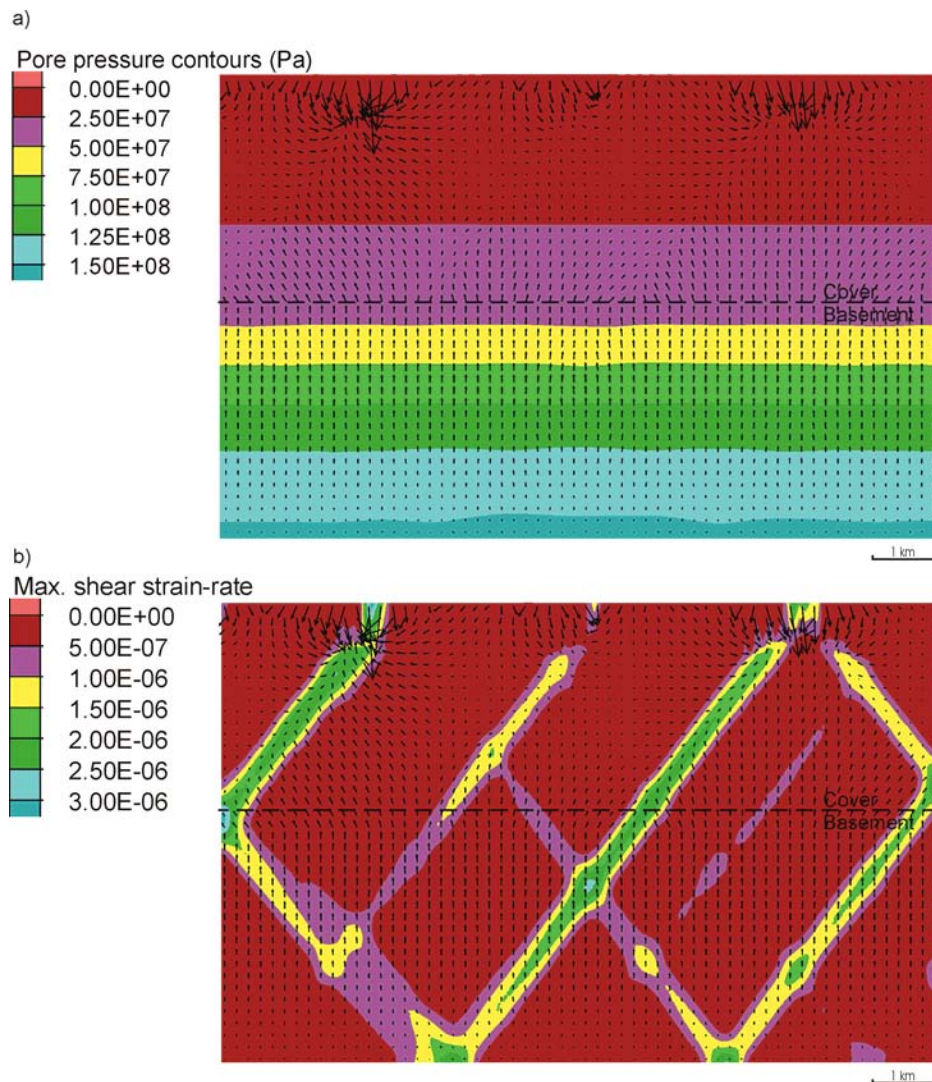 a)
Pore pressure contours (Pa)
0.00E+00
2.50E+07
5.00E+07
7.50E+07
1.00E+08
1.25E+08
1.50E+08
Cover
Basement
1 km
b)
Max. shear strain-rate
0.00E+00
5.00E-07
1.00E-06
1.50E-06
2.00E-06
2.50E-06
3.00E-06
Cover
Basement
1 km